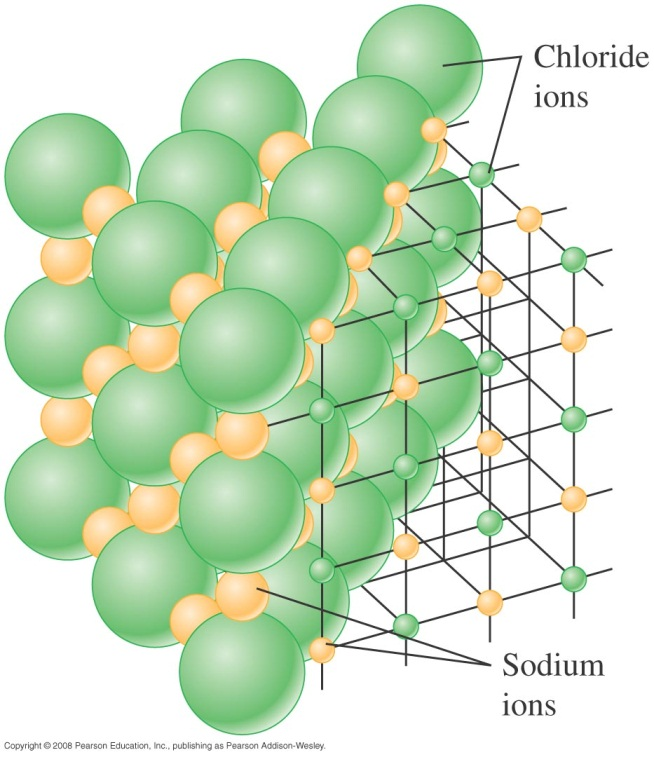 Chloride
ions
Sodium
ions
Copyright © 2008 Pearson Education, Inc., publishing as Pearson Addison-Wesley.